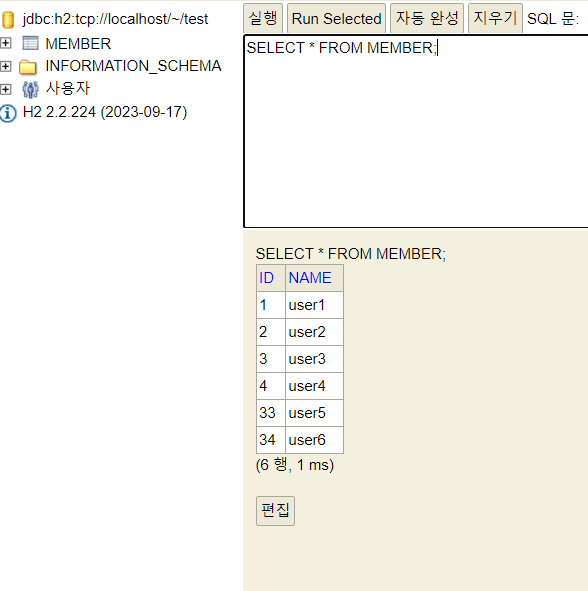 jdbc:h2:tcp://localhost/~/test
MEMBER
INFORMATION_SCHEMA
사용자
H2 2.2.224 (2023-09-17)
실행 Run Selected 자동 완성 지우기 SQL 문:
SELECT * FROM MEMBER;
SELECT * FROM MEMBER;
ID NAME
1 user1
2 user2
3 user3
4 user4
33 user5
34 user6
(6 행, 1 ms)
편집